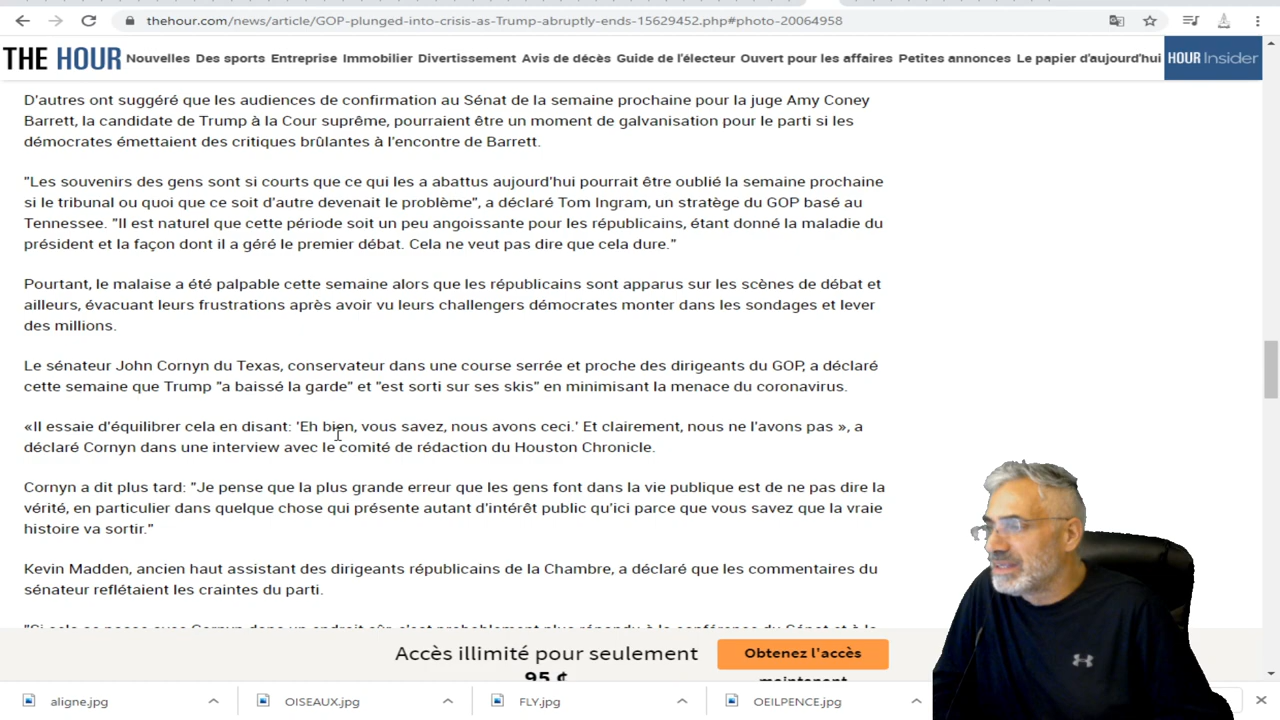 thehour.com/news/article/GOP-plunged-into-crisis-as-Trump-abruptly-ends-15629452.php#photo-20064958
THE HOUR Nouvelles Des sports Entreprise Immobilier Divertissement Avis de décès Guide de l'électeur Ouvert pour les affaires Petites annonces Le papier d'aujourd'hui HOUR Insider
D'autres ont suggéré que les audiences de confirmation au Sénat de la semaine prochaine pour la juge Amy Coney
Barrett, la candidate de Trump à la Cour suprême, pourraient être un moment de galvanisation pour le parti si les
démocrates émettaient des critiques brûlantes à l'encontre de Barrett.
"Les souvenirs des gens sont si courts que ce qui les a abattus aujourd'hui pourrait être oublié la semaine prochaine
si le tribunal ou quoi que ce soit d'autre devenait le problème", a déclaré Tom Ingram, un stratège du GOP basé au
Tennessee. "Il est naturel que cette période soit un peu angoissante pour les républicains, étant donné la maladie du
président et la façon dont il a géré le premier débat. Cela ne veut pas dire que cela dure."
Pourtant, le malaise a été palpable cette semaine alors que les républicains sont apparus sur les scènes de débat et
ailleurs, évacuant leurs frustrations après avoir vu leurs challengers démocrates monter dans les sondages et lever
des millions.
Le sénateur John Cornyn du Texas, conservateur dans une course serrée et proche des dirigeants du GOP, a déclaré
cette semaine que Trump "a baissé la garde" et "est sorti sur ses skis" en minimisant la menace du coronavirus.
«Il essaie d'équilibrer cela en disant: 'Eh bien, vous savez, nous avons ceci.' Et clairement, nous ne l'avons pas », a
déclaré Cornyn dans une interview avec le comité de rédaction du Houston Chronicle.
Cornyn a dit plus tard: "Je pense que la plus grande erreur que les gens font dans la vie publique est de ne pas dire la
vérité, en particulier dans quelque chose qui présente autant d'intérêt public qu'ici parce que vous savez que la vraie
histoire va sortir."
Kevin Madden, ancien haut assistant des dirigeants républicains de la Chambre, a déclaré que les commentaires du
sénateur reflétaient les craintes du parti.
Accès illimité pour seulement
95 ¢
Obtenez l'accès
maintenant
aligne.jpg
OISEAUX.jpg
FLY.jpg
OEILPENCE.jpg